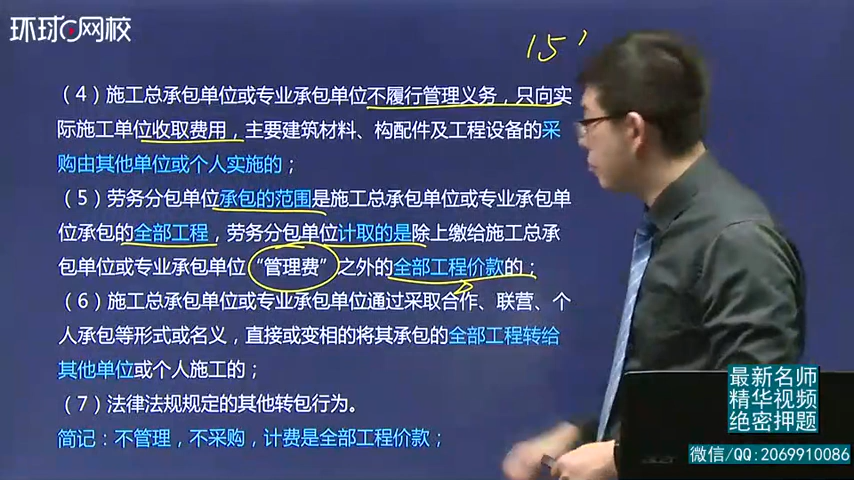 环球网校
15'
（4）施工总承包单位或专业承包单位不履行管理义务，只向实
际施工单位收取费用，主要建筑材料、构配件及工程设备的采
购由其他单位或个人实施的；
（5）劳务分包单位承包的范围是施工总承包单位或专业承包单
位承包的全部工程，劳务分包单位计取的是除上缴给施工总承
包单位或专业承包单位“管理费”之外的全部工程价款的；
（6）施工总承包单位或专业承包单位通过采取合作、联营、个
人承包等形式或名义，直接或变相的将其承包的全部工程转给
其他单位或个人施工的；
（7）法律法规规定的其他转包行为。
简记：不管理，不采购，计费是全部工程价款；
最新名师
精华视频
绝密押题
微信/QQ:2069910086